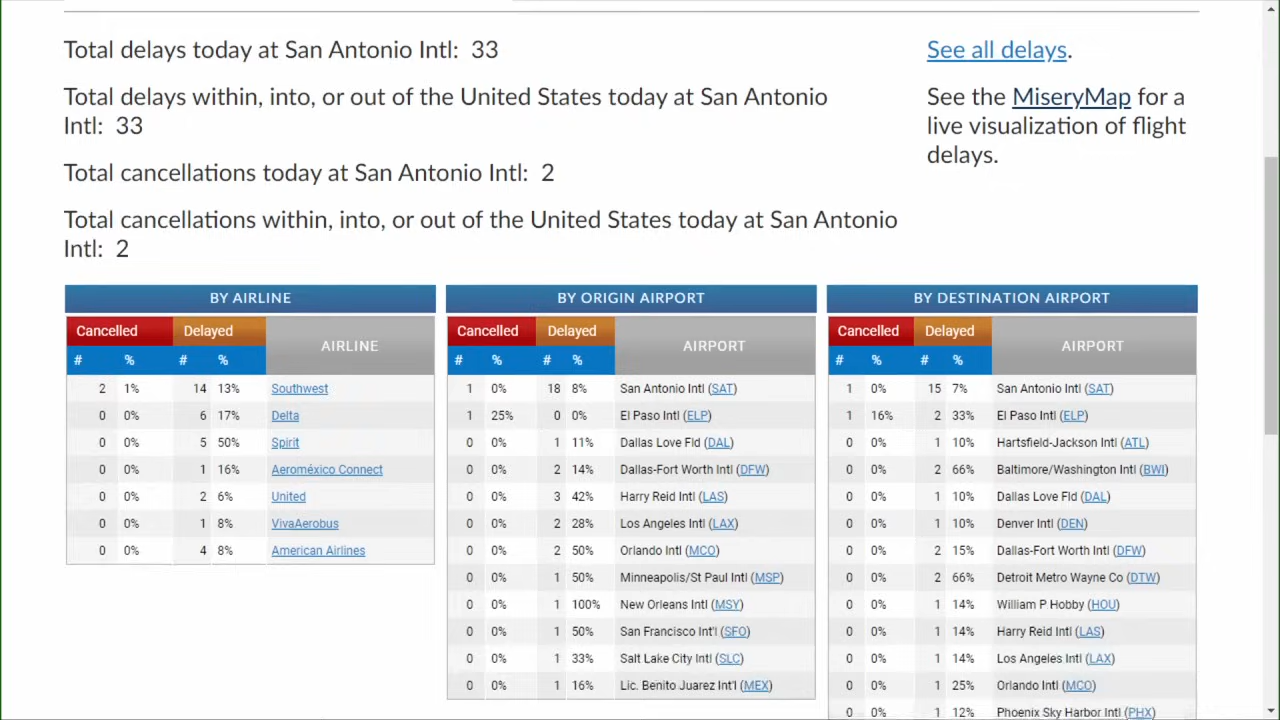 Total delays today at San Antonio Intl: 33
See all delays.
Total delays within, into, or out of the United States today at San Antonio
Intl: 33
See the MiseryMap for a
live visualization of flight
delays.
Total cancellations today at San Antonio Intl: 2
Total cancellations within, into, or out of the United States today at San Antonio
Intl: 2
BY AIRLINE
Cancelled Delayed AIRLINE
# % # %
2 1% 14 13% Southwest
0 0% 6 17% Delta
0 0% 5 50% Spirit
0 0% 1 16% Aeroméxico Connect
0 0% 2 6% United
0 0% 1 8% VivaAerobus
0 0% 4 8% American Airlines
BY ORIGIN AIRPORT
Cancelled Delayed AIRPORT
# % # %
1 0% 18 8% San Antonio Intl (SAT)
1 25% 0 0% El Paso Intl (ELP)
0 0% 1 11% Dallas Love Fld (DAL)
0 0% 2 14% Dallas-Fort Worth Intl (DFW)
0 0% 3 42% Harry Reid Intl (LAS)
0 0% 2 28% Los Angeles Intl (LAX)
0 0% 2 50% Orlando Intl (MCO)
0 0% 1 50% Minneapolis/St Paul Intl (MSP)
0 0% 1 100% New Orleans Intl (MSY)
0 0% 1 50% San Francisco Int'l (SFO)
0 0% 1 33% Salt Lake City Intl (SLC)
0 0% 1 16% Lic. Benito Juarez Int'l (MEX)
BY DESTINATION AIRPORT
Cancelled Delayed AIRPORT
# % # %
1 0% 15 7% San Antonio Intl (SAT)
1 16% 2 33% El Paso Intl (ELP)
0 0% 1 10% Hartsfield-Jackson Intl (ATL)
0 0% 2 66% Baltimore/Washington Intl (BWI)
0 0% 1 10% Dallas Love Fld (DAL)
0 0% 1 10% Denver Intl (DEN)
0 0% 2 15% Dallas-Fort Worth Intl (DFW)
0 0% 2 66% Detroit Metro Wayne Co (DTW)
0 0% 1 14% William P Hobby (HOU)
0 0% 1 14% Harry Reid Intl (LAS)
0 0% 1 14% Los Angeles Intl (LAX)
0 0% 1 25% Orlando Intl (MCO)
0 0% 1 12% Phoenix Sky Harbor Intl (PHX)